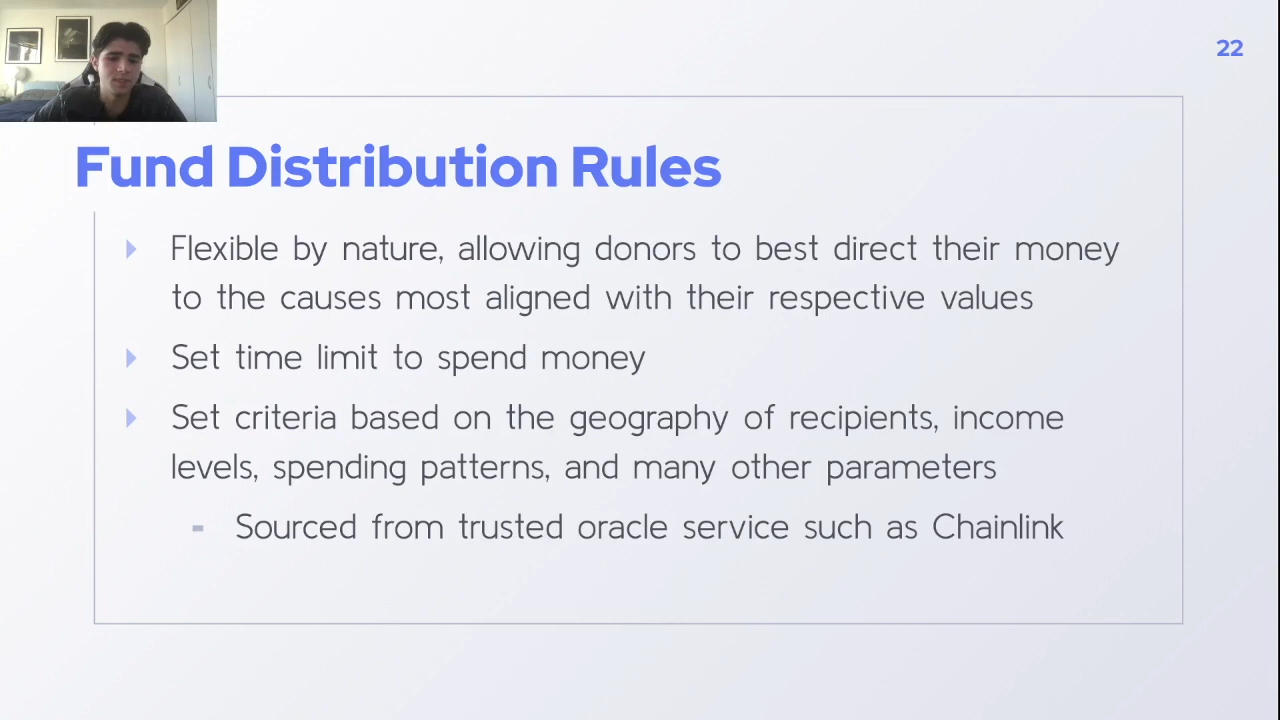 22
Fund Distribution Rules
Flexible by nature, allowing donors to best direct their money
to the causes most aligned with their respective values
Set time limit to spend money
Set criteria based on the geography of recipients, income
levels, spending patterns, and many other parameters
Sourced from trusted oracle service such as Chainlink